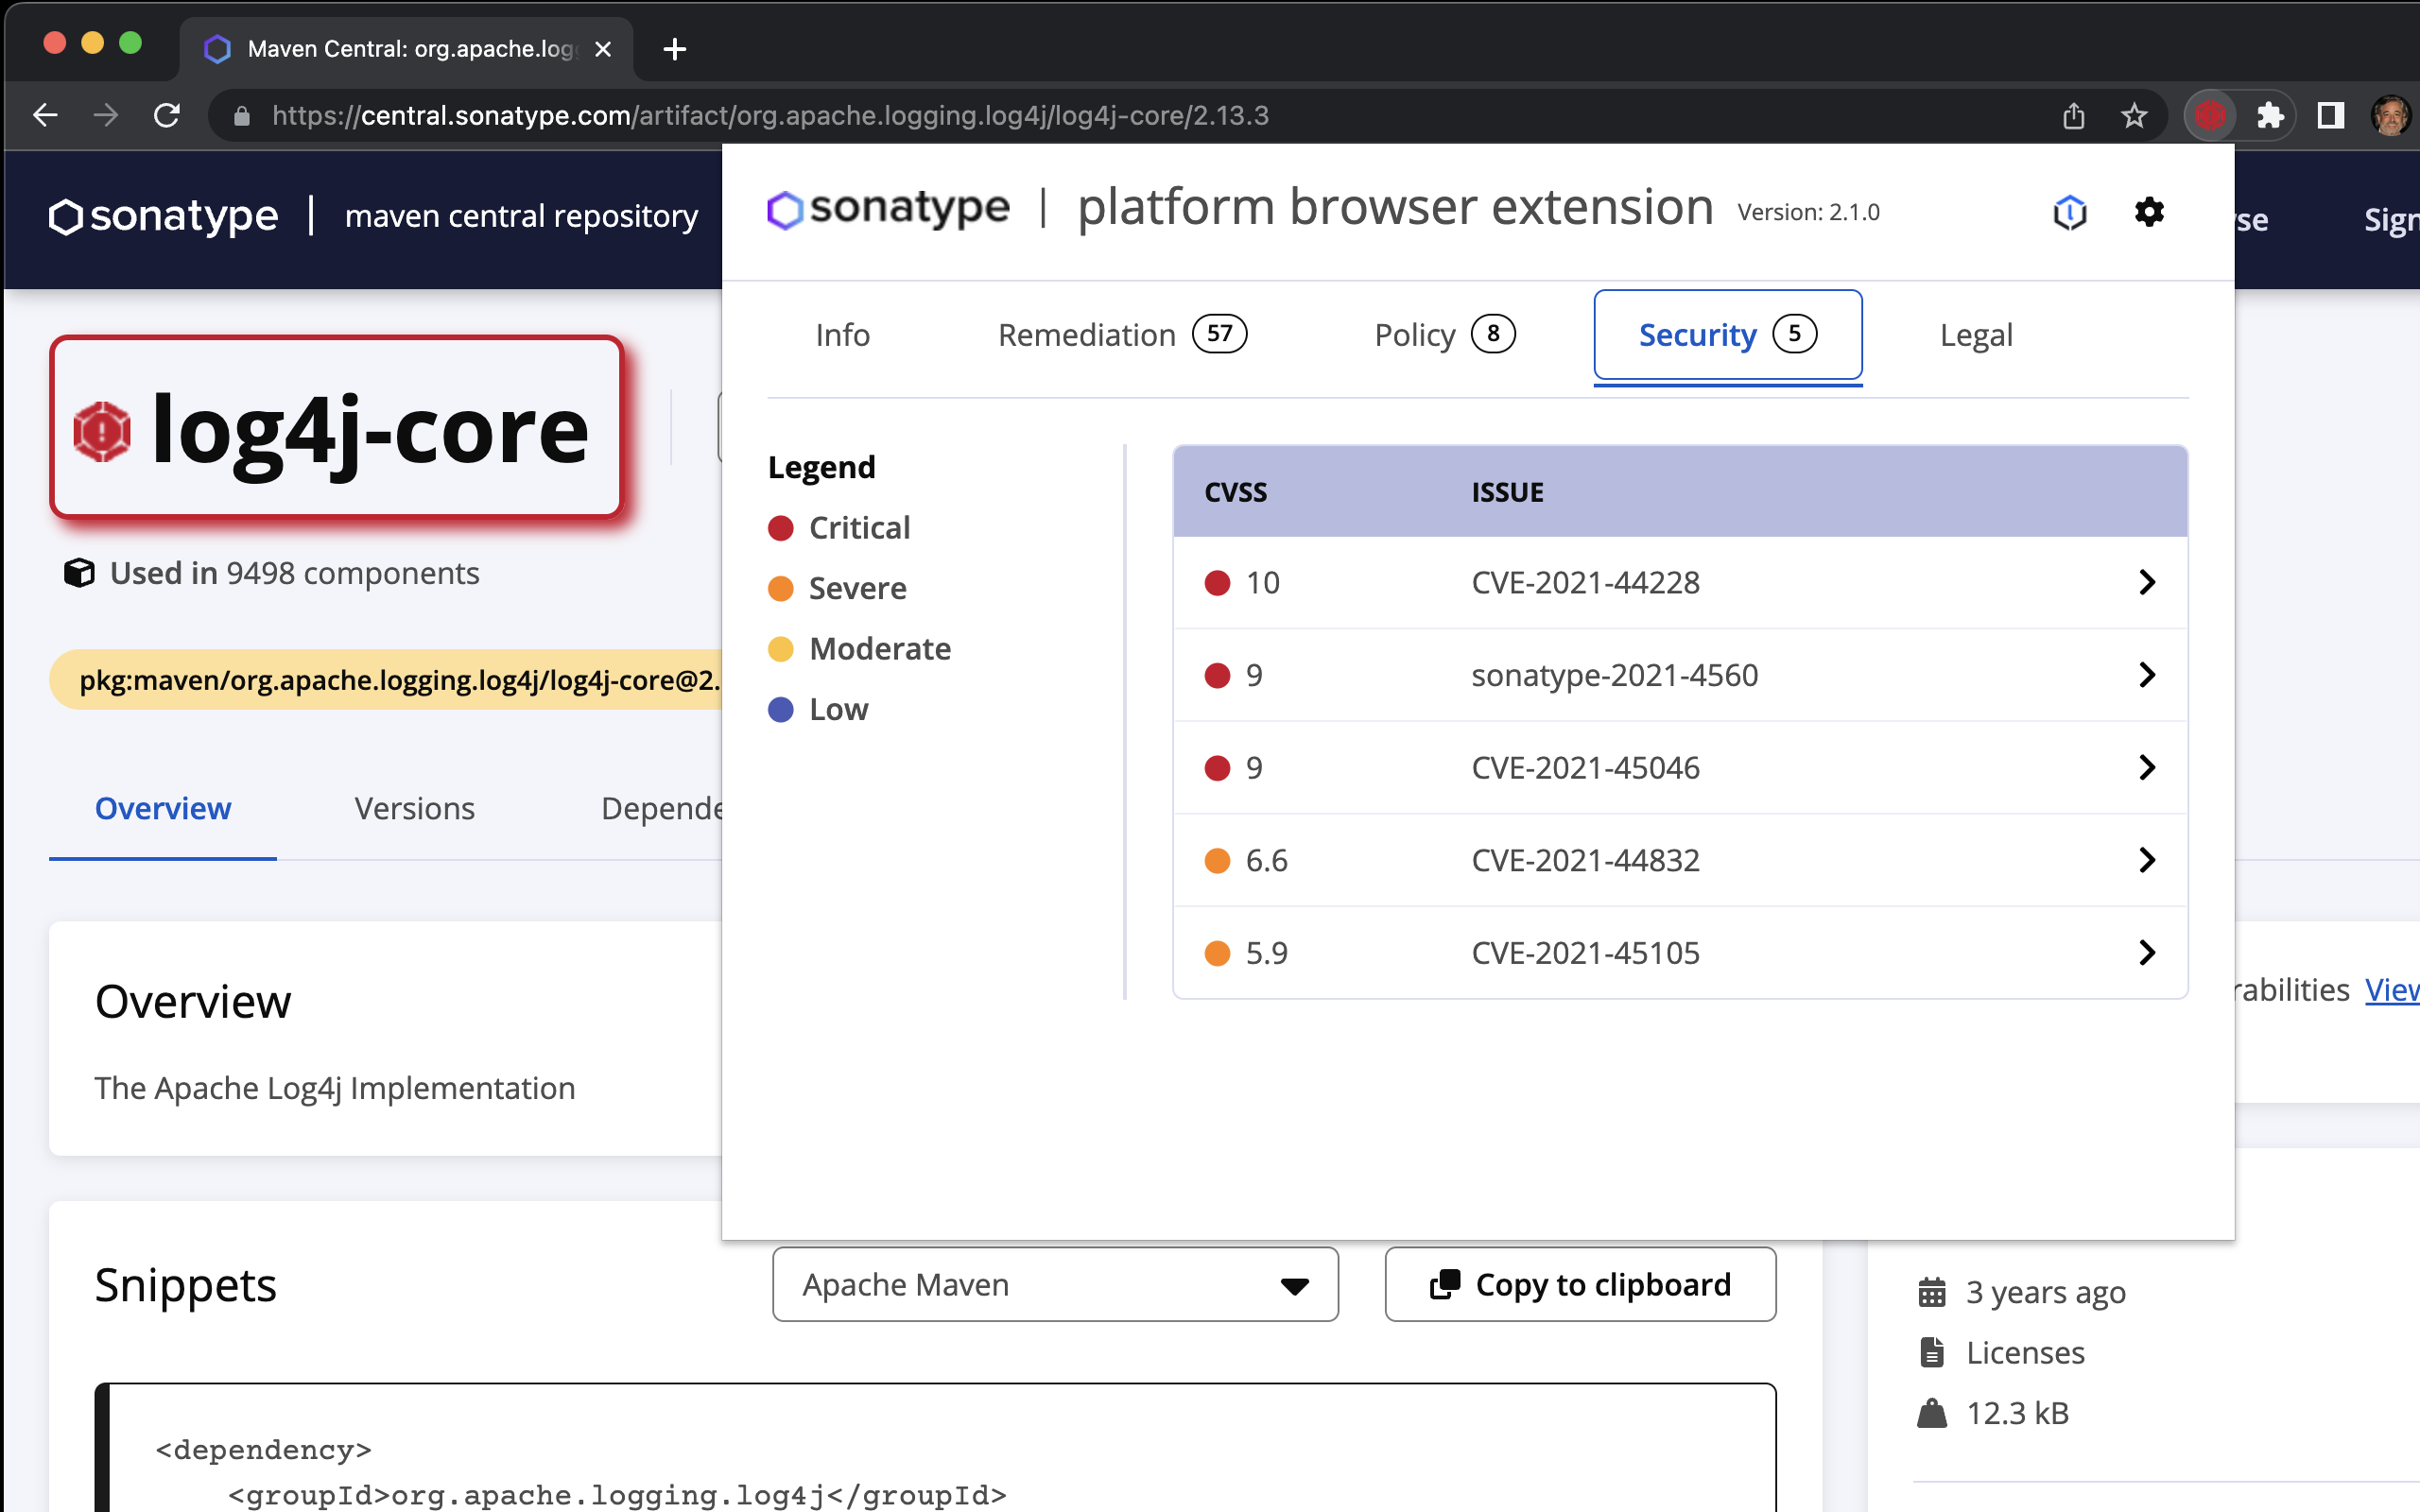 Maven Central: org.apache.log
https://central.sonatype.com/artifact/org.apache.logging.log4j/log4j-core/2.13.3
sonatype | maven central repository
sonatype | platform browser extension Version: 2.1.0
Info
Remediation 57
Policy 8
Security 5
Legal
log4j-core
Used in 9498 components
pkg:maven/org.apache.logging.log4j/log4j-core@2.
Overview
Versions
Legend
Critical
Severe
Moderate
Low
CVSS ISSUE
10 CVE-2021-44228
9 sonatype-2021-4560
9 CVE-2021-45046
6.6 CVE-2021-44832
5.9 CVE-2021-45105
Overview
The Apache Log4j Implementation
Snippets
Apache Maven
Copy to clipboard
<dependency>
<groupId>org.apache.logging.log4j</groupId>
3 years ago
Licenses
12.3 kB